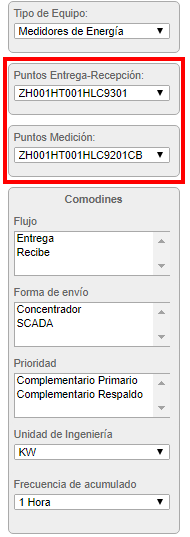 Tipo de Equipo:
Medidores de Energía
Puntos Entrega-Recepción:
ZH001HT001HLC9301
Puntos Medición:
ZH001HT001HLC9201CB
Comodines
Flujo
Entrega
Recibe
Forma de envío
Concentrador
SCADA
Prioridad
Complementario Primario
Complementario Respaldo
Unidad de Ingeniería
KW
Frecuencia de acumulado
1 Hora